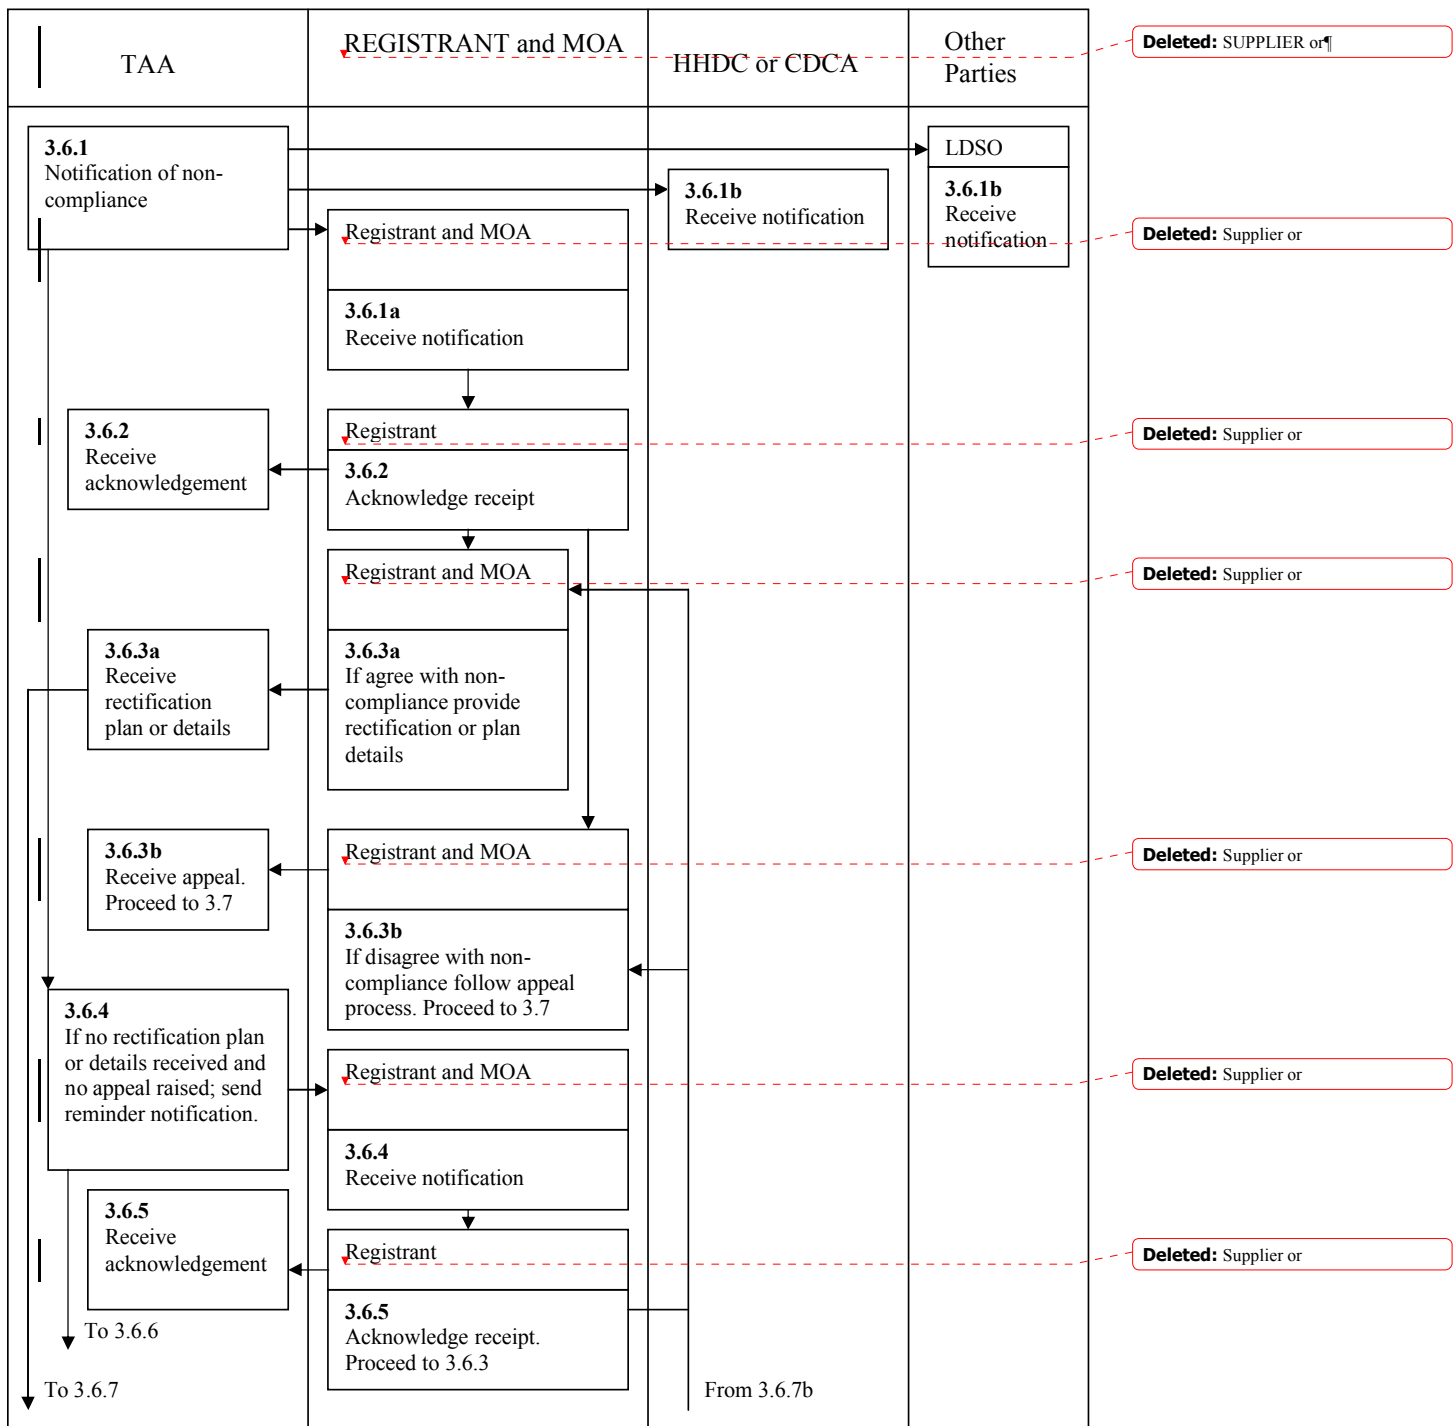 TAA
REGISTRANT and MOA
HHDC or CDCA
Other
Parties
Deleted: SUPPLIER or¶
3.6.1
Notification of non-
compliance
LDSO
3.6.1b
Receive notification
3.6.1b
Receive
notification
Registrant and MOA
Deleted: Supplier or
3.6.1a
Receive notification
3.6.2
Receive
acknowledgement
Registrant
Deleted: Supplier or
3.6.2
Acknowledge receipt
Registrant and MOA
Deleted: Supplier or
3.6.3a
Receive
rectification
plan or details
3.6.3a
If agree with non-
compliance provide
rectification or plan
details
3.6.3b
Receive appeal.
Proceed to 3.7
Registrant and MOA
Deleted: Supplier or
3.6.3b
If disagree with non-
compliance follow appeal
process. Proceed to 3.7
3.6.4
If no rectification plan
or details received and
no appeal raised; send
reminder notification.
Registrant and MOA
Deleted: Supplier or
3.6.4
Receive notification
3.6.5
Receive
acknowledgement
Registrant
Deleted: Supplier or
3.6.5
Acknowledge receipt.
Proceed to 3.6.3
To 3.6.6
To 3.6.7
From 3.6.7b